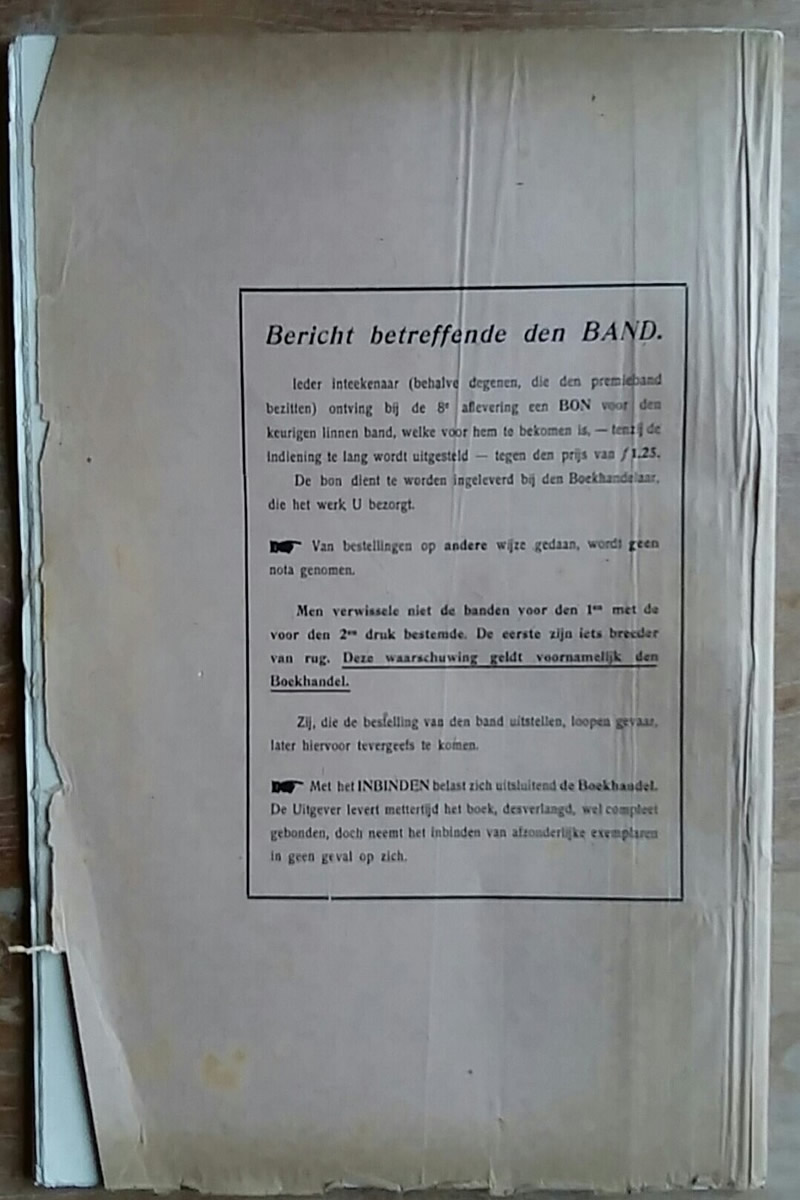 Bericht betreffende den BAND.
Ieder inteekenaar (behalve degenen, die den premieband
bezitten) ontving bij de 8e aflevering een BON voor den
keurigen linnen band, welke voor hem te bekomen is, — tenzij de
indiening te lang wordt uitgesteld — tegen den prijs van ƒ 1.25.
De bon dient te worden ingeleverd bij den Boekhandelaar,
die het werk U bezorgt.
☛ Van bestellingen op andere wijze gedaan, wordt geen
nota genomen.
Men verwissele niet de banden voor den 1en met de
voor den 2en druk bestemde. De eerste zijn iets breeder
van rug. Deze waarschuwing geldt voornamelijk den
Boekhandel.
Zij, die de bestelling van den band uitstellen, loopen gevaar,
later hiervoor tevergeefs te komen.
☛ Met het INBINDEN belast zich uitsluitend de Boekhandel.
De Uitgever levert mettertijd het boek, desverlangd, wel compleet
gebonden, doch neemt het inbinden van afzonderlijke exemplaren
in geen geval op zich.